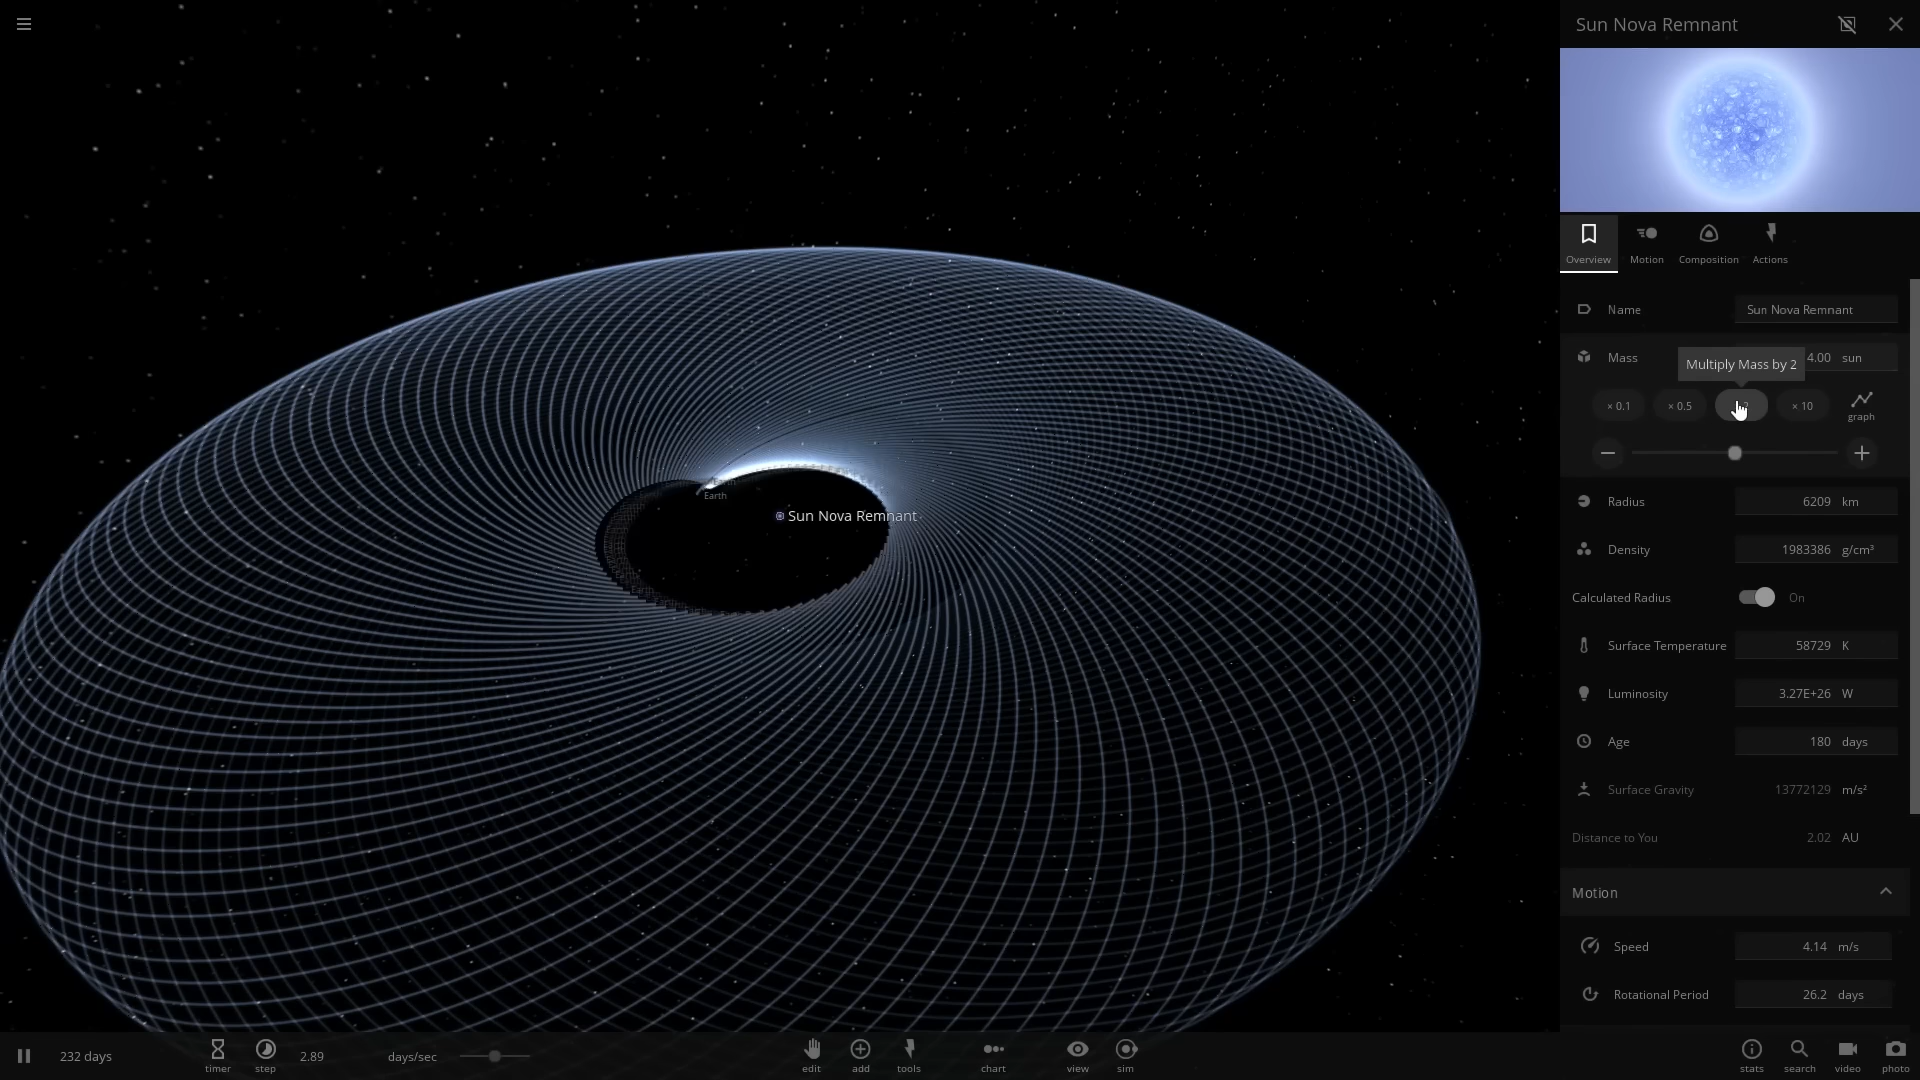 Sun Nova Remnant
Overview
Motion
Composition
Actions
Name
Sun Nova Remnant
Mass
4.00 sun
Multiply Mass by 2
× 0.1
× 0.5
× 10
graph
Radius
6209 km
Density
1983386 g/cm³
Calculated Radius
On
Surface Temperature
58729 K
Luminosity
3.27E+26 W
Age
180 days
Surface Gravity
13772129 m/s²
Distance to You
2.02 AU
Motion
Speed
4.14 m/s
Rotational Period
26.2 days
Earth
Sun Nova Remnant
232 days
timer
step
2.89
days/sec
edit
add
tools
chart
view
sim
stats
search
video
photo